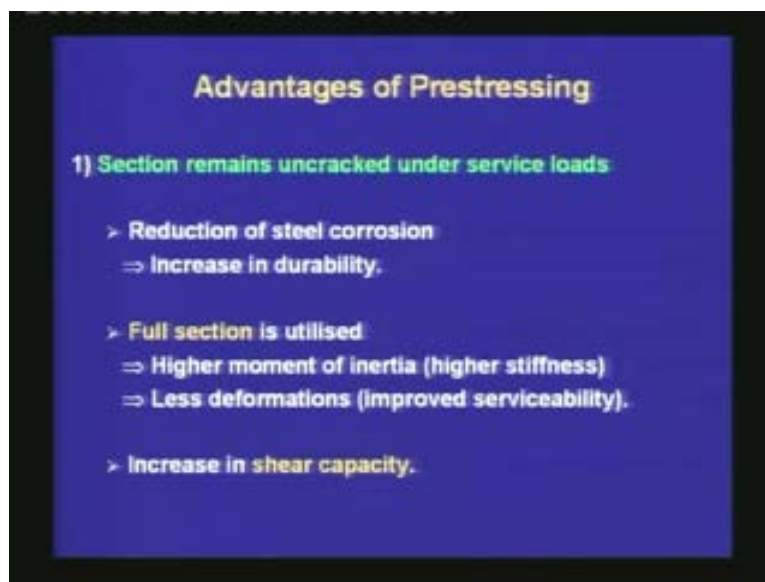 Advantages of Prestressing
1) Section remains uncracked under service loads
➢ Reduction of steel corrosion
⇒ Increase in durability.
➢ Full section is utilised
⇒ Higher moment of inertia (higher stiffness)
⇒ Less deformations (improved serviceability).
➢ Increase in shear capacity.